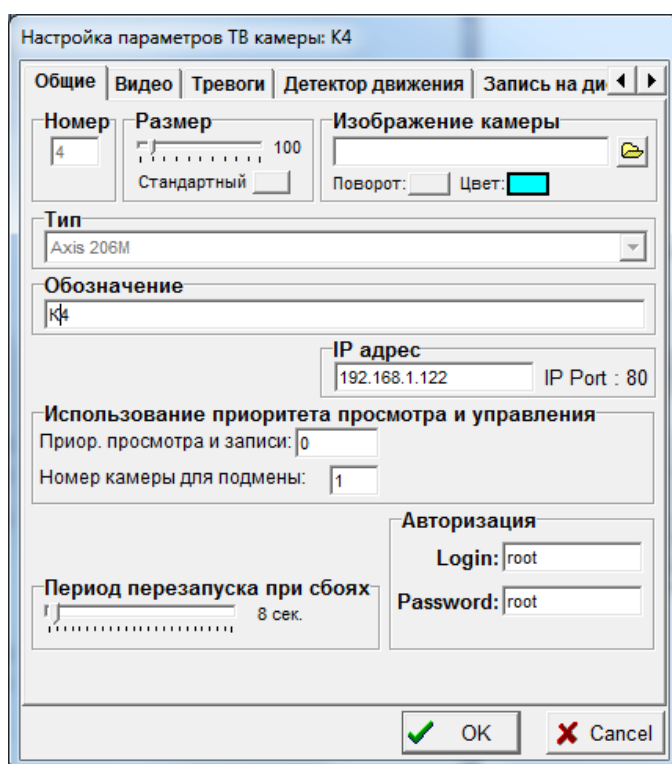 Настройка параметров ТВ камеры: K4
Общие Видео Тревоги Детектор движения Запись на ди
Номер Размер Изображение камеры
4 100
Стандартный Поворот: Цвет:
Тип
Axis 206M
Обозначение
K4
IP адрес
192.168.1.122 IP Port : 80
Использование приоритета просмотра и управления
Приор. просмотра и записи: 0
Номер камеры для подмены: 1
Авторизация
Login: root
Период перезапуска при сбоях Password: root
8 сек.
OK Cancel